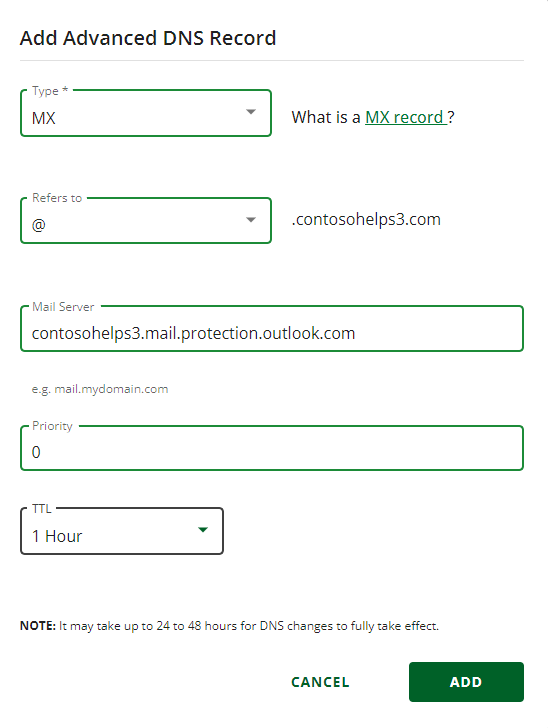 Add Advanced DNS Record
Type *
MX
What is a MX record ?
Refers to
@
.contosohelps3.com
Mail Server
contosohelps3.mail.protection.outlook.com
e.g. mail.mydomain.com
Priority
0
TTL
1 Hour
NOTE: It may take up to 24 to 48 hours for DNS changes to fully take effect.
CANCEL
ADD